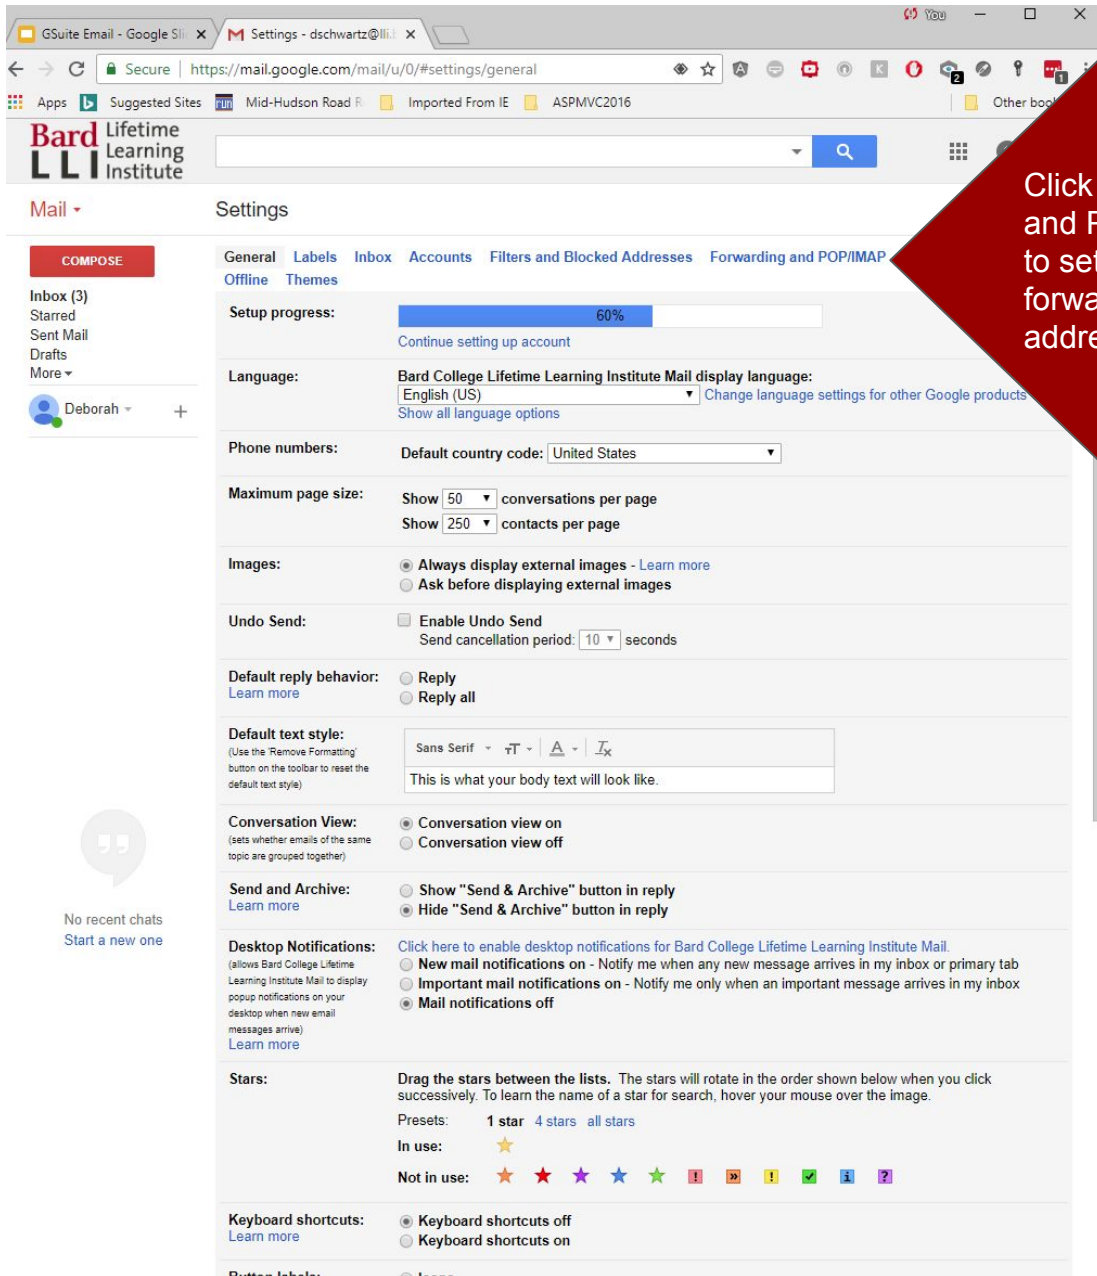 You
GSuite Email - Google Sli
Settings - dschwartz@lli.
Secure | https://mail.google.com/mail/u/0/#settings/general
2
1
Apps Suggested Sites run Mid-Hudson Road R Imported From IE ASPMVC2016 Other
Bard Lifetime
Learning
LLI Institute
Mail
Settings
COMPOSE
Inbox (3)
Starred
Sent Mail
Drafts
More
Deborah
+
No recent chats
Start a new one
General Labels Inbox Accounts Filters and Blocked Addresses Forwarding and POP/IMAP
Offline Themes
Click
and
to
Setup progress: 60%
Continue setting up account
Language: Bard College Lifetime Learning Institute Mail display language:
English (US) Change language settings for other Google products
Show all language options
Phone numbers: Default country code: United States
Maximum page size: Show 50 conversations per page
Show 250 contacts per page
Images: Always display external images - Learn more
Ask before displaying external images
Undo Send: Enable Undo Send
Send cancellation period: 10 seconds
Default reply behavior: Reply
Learn more
Reply all
Default text style:
(Use the 'Remove Formatting'
button on the toolbar to reset the
default text style)
Sans Serif TT A Tx
This is what your body text will look like.
Conversation View: Conversation view on
(sets whether emails of the same
topic are grouped together)
Conversation view off
Send and Archive: Show "Send & Archive" button in reply
Learn more
Hide "Send & Archive" button in reply
Desktop Notifications: Click here to enable desktop notifications for Bard College Lifetime Learning Institute Mail.
(allows Bard College Lifetime
Learning Institute Mail to display
popup notifications on your
desktop when new email
messages arrive)
Learn more
New mail notifications on - Notify me when any new message arrives in my inbox or primary tab
Important mail notifications on - Notify me only when an important message arrives in my inbox
Mail notifications off
Stars: Drag the stars between the lists. The stars will rotate in the order shown below when you click
successively. To learn the name of a star for search, hover your mouse over the image.
Presets: 1 star 4 stars all stars
In use:
Not in use: ! » ! i ?
Keyboard shortcuts: Keyboard shortcuts off
Learn more
Keyboard shortcuts on